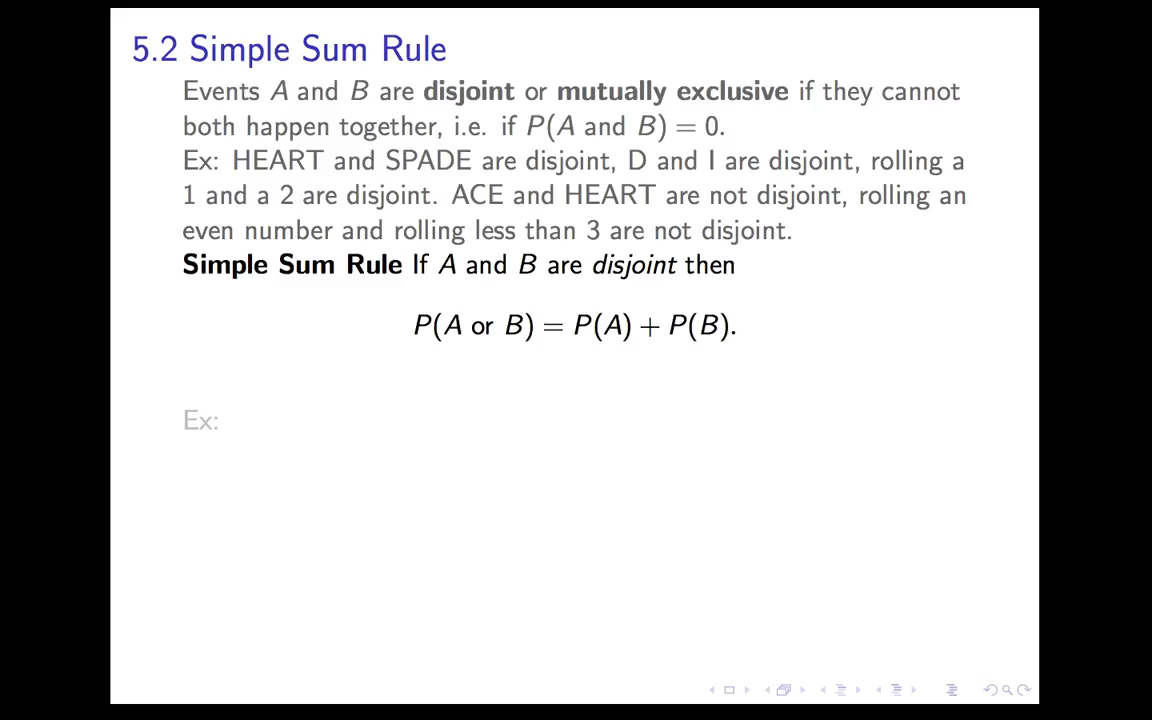 5.2 Simple Sum Rule
Events A and B are disjoint or mutually exclusive if they cannot
both happen together, i.e. if P(A and B) = 0.
Ex: HEART and SPADE are disjoint, D and I are disjoint, rolling a
1 and a 2 are disjoint. ACE and HEART are not disjoint, rolling an
even number and rolling less than 3 are not disjoint.
Simple Sum Rule If A and B are disjoint then
P(A or B) = P(A) + P(B).
Ex: